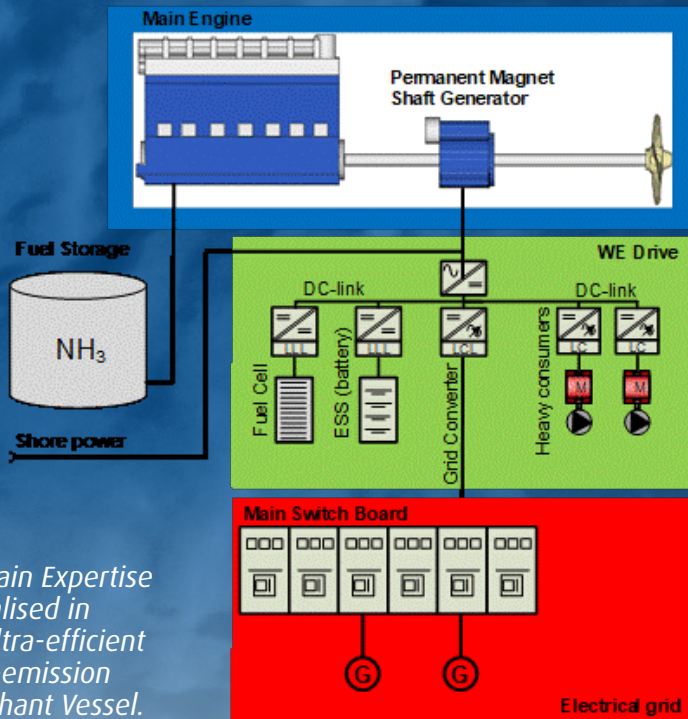 Main Engine
Permanent Magnet
Shaft Generator
Fuel Storage
NH₃
Shore power
WE Drive
DC-link
DC-link
LLL
LLL
LCL
LC
LC
Fuel Cell
ESS (battery)
Grid Converter
Heavy consumers
M
M
Main Switch Board
G
G
Electrical grid
ain Expertise
alised in
ltra-efficient
-emission
hant Vessel.